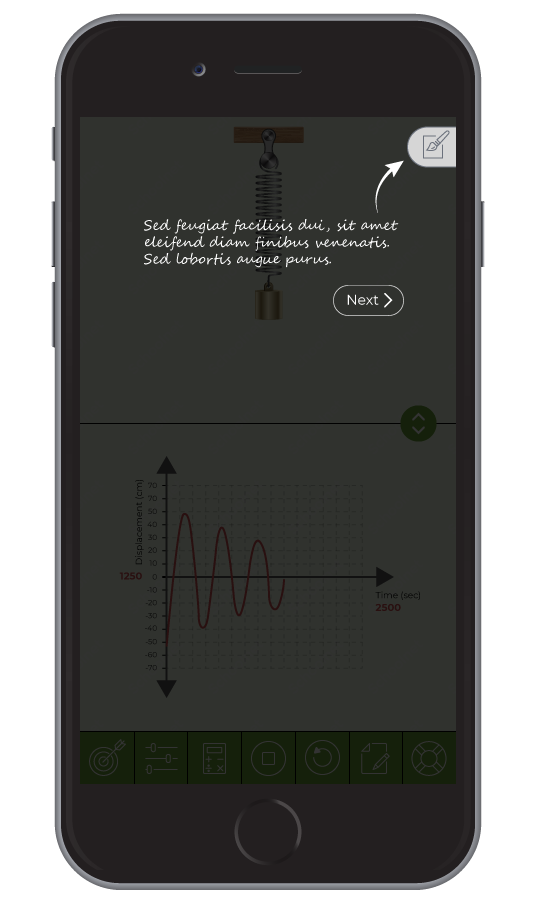 Sed feugiat facilisis dui, sit amet
eleifend diam finibus venenatis.
Sed lobortis augue purus.
Next
Displacement (cm)
70
70
50
40
30
20
10
1250 0
-10
-20
-30
-40
-50
-60
-70
Time (sec)
2500